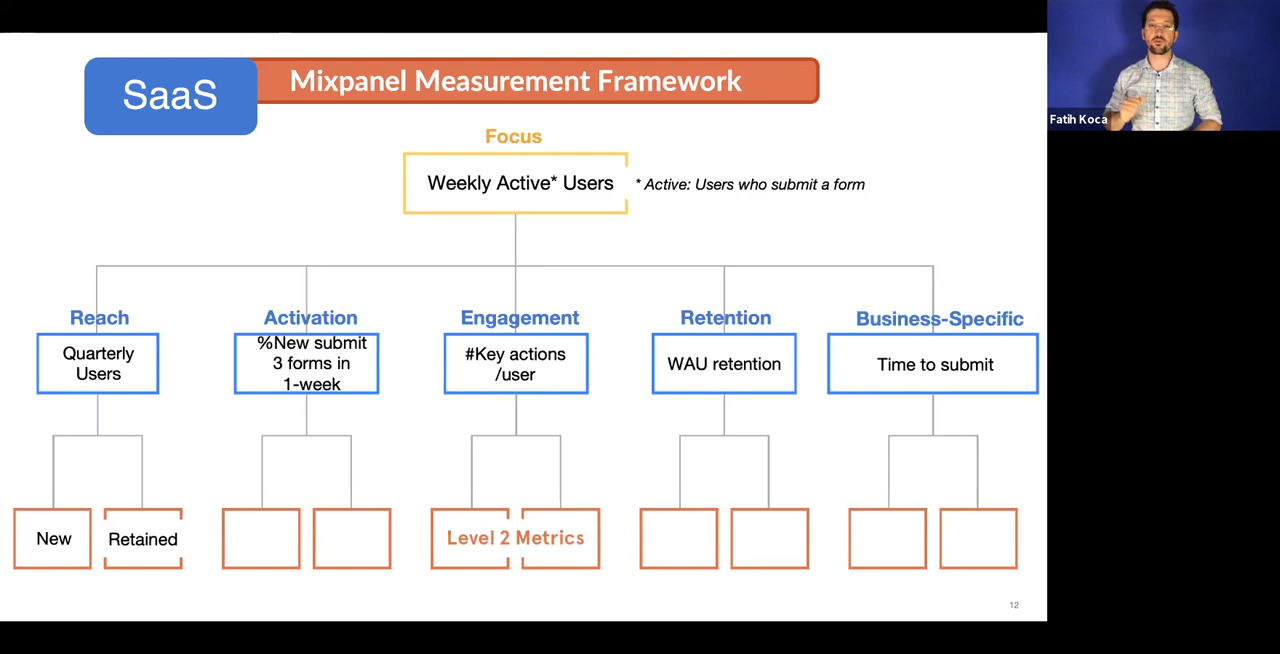 SaaS
Mixpanel Measurement Framework
Focus
Weekly Active* Users
* Active: Users who submit a form
Reach
Activation
Engagement
Retention
Business-Specific
Quarterly
Users
%New submit
3 forms in
1-week
#Key actions
/user
WAU retention
Time to submit
New
Retained
Level 2 Metrics
12
Fatih Koca